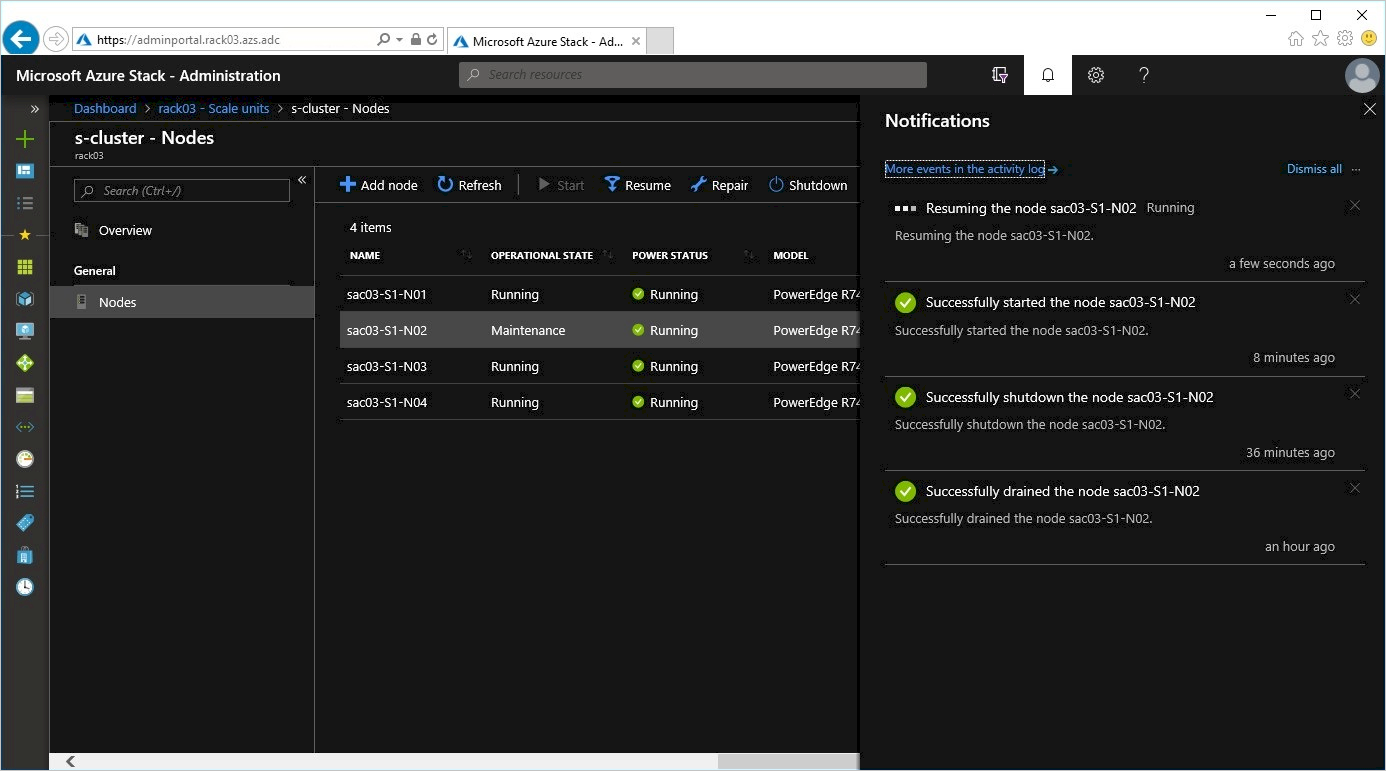 https://adminportal.rack03.azs.adc
Microsoft Azure Stack - Ad...
Microsoft Azure Stack - Administration
Search resources
Dashboard > rack03 - Scale units > s-cluster - Nodes
s-cluster - Nodes
rack03
Search (Ctrl+/)
Overview
General
Nodes
Add node Refresh Start Resume Repair Shutdown
4 items
NAME OPERATIONAL STATE POWER STATUS MODEL
sac03-S1-N01 Running Running PowerEdge R74
sac03-S1-N02 Maintenance Running PowerEdge R74
sac03-S1-N03 Running Running PowerEdge R74
sac03-S1-N04 Running Running PowerEdge R74
Notifications
More events in the activity log → Dismiss all ...
Resuming the node sac03-S1-N02 Running
Resuming the node sac03-S1-N02.
a few seconds ago
Successfully started the node sac03-S1-N02
Successfully started the node sac03-S1-N02.
8 minutes ago
Successfully shutdown the node sac03-S1-N02
Successfully shutdown the node sac03-S1-N02.
36 minutes ago
Successfully drained the node sac03-S1-N02
Successfully drained the node sac03-S1-N02.
an hour ago